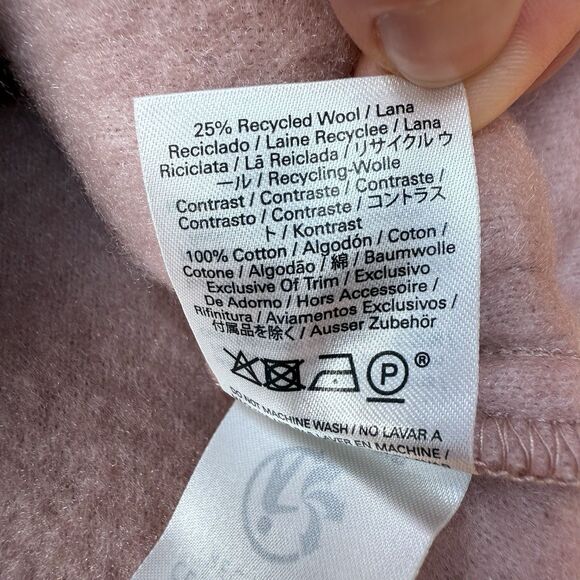 25% Recycled Wool / Lana
Reciclado / Laine Recyclee / Lana
Riciclata / Lã Reiclada / リサイクル ウ
ール / Recycling-Wolle
Contrast / Contraste / Contraste /
Contrasto / Contraste / コントラス
ト / Kontrast
100% Cotton / Algodón / Coton /
Cotone / Algodão / 綿 / Baumwolle
Exclusive Of Trim / Exclusivo
De Adorno / Hors Accessoire /
Rifinitura / Aviamentos Exclusivos /
付属品を除く / Ausser Zubehör
P ®
DO NOT MACHINE WASH / NO LAVAR A
LAVER EN MACHINE